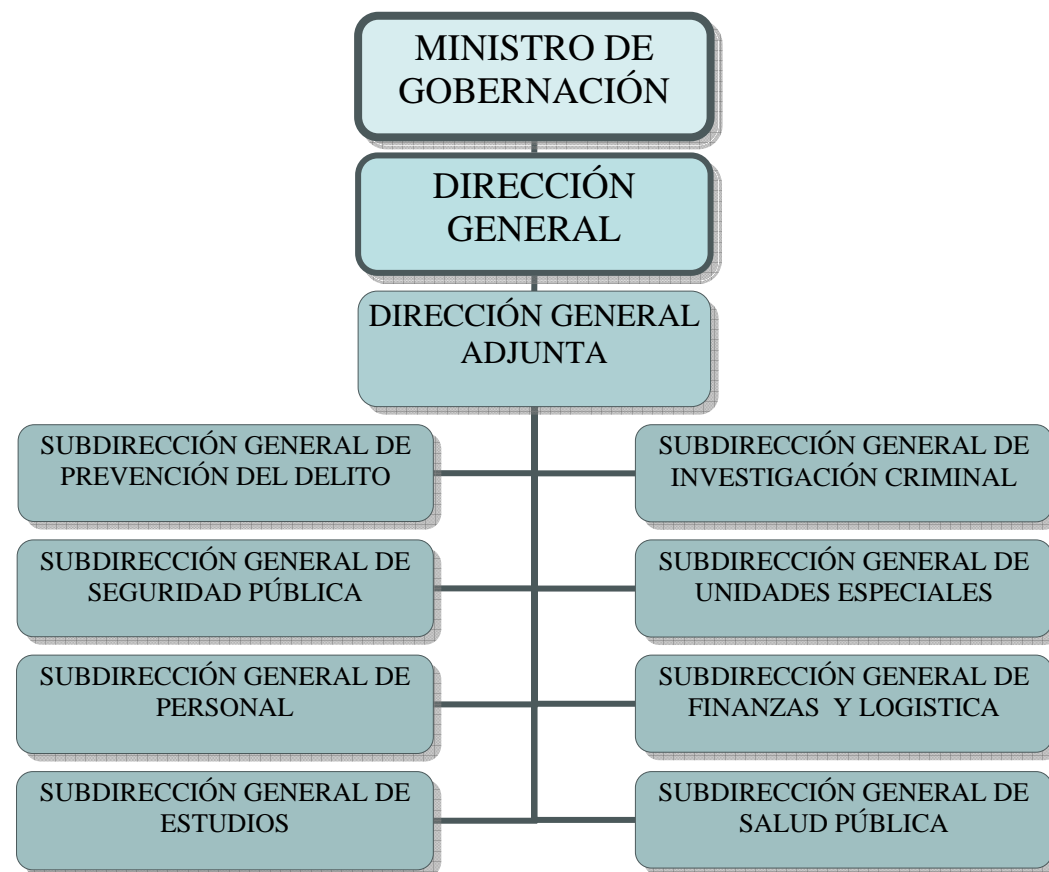 MINISTRO DE
GOBERNACIÓN
DIRECCIÓN
GENERAL
DIRECCIÓN GENERAL
ADJUNTA
SUBDIRECCIÓN GENERAL DE
PREVENCIÓN DEL DELITO
SUBDIRECCIÓN GENERAL DE
INVESTIGACIÓN CRIMINAL
SUBDIRECCIÓN GENERAL DE
SEGURIDAD PÚBLICA
SUBDIRECCIÓN GENERAL DE
UNIDADES ESPECIALES
SUBDIRECCIÓN GENERAL DE
PERSONAL
SUBDIRECCIÓN GENERAL DE
FINANZAS Y LOGISTICA
SUBDIRECCIÓN GENERAL DE
ESTUDIOS
SUBDIRECCIÓN GENERAL DE
SALUD PÚBLICA